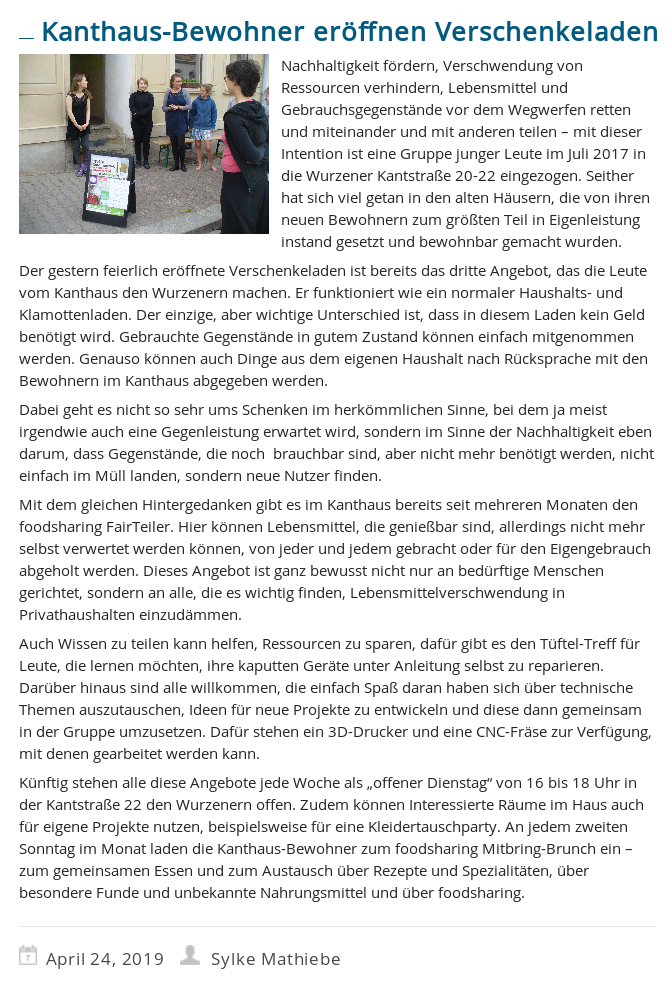 Kanthaus-Bewohner eröffnen Verschenkeladen
Nachhaltigkeit fördern, Verschwendung von
Ressourcen verhindern, Lebensmittel und
Gebrauchsgegenstände vor dem Wegwerfen retten
und miteinander und mit anderen teilen – mit dieser
Intention ist eine Gruppe junger Leute im Juli 2017 in
die Wurzener Kantstraße 20-22 eingezogen. Seither
hat sich viel getan in den alten Häusern, die von ihren
neuen Bewohnern zum größten Teil in Eigenleistung
instand gesetzt und bewohnbar gemacht wurden.
Der gestern feierlich eröffnete Verschenkeladen ist bereits das dritte Angebot, das die Leute
vom Kanthaus den Wurzenern machen. Er funktioniert wie ein normaler Haushalts- und
Klamottenladen. Der einzige, aber wichtige Unterschied ist, dass in diesem Laden kein Geld
benötigt wird. Gebrauchte Gegenstände in gutem Zustand können einfach mitgenommen
werden. Genauso können auch Dinge aus dem eigenen Haushalt nach Rücksprache mit den
Bewohnern im Kanthaus abgegeben werden.
Dabei geht es nicht so sehr ums Schenken im herkömmlichen Sinne, bei dem ja meist
irgendwie auch eine Gegenleistung erwartet wird, sondern im Sinne der Nachhaltigkeit eben
darum, dass Gegenstände, die noch  brauchbar sind, aber nicht mehr benötigt werden, nicht
einfach im Müll landen, sondern neue Nutzer finden.
Mit dem gleichen Hintergedanken gibt es im Kanthaus bereits seit mehreren Monaten den
foodsharing FairTeiler. Hier können Lebensmittel, die genießbar sind, allerdings nicht mehr
selbst verwertet werden können, von jeder und jedem gebracht oder für den Eigengebrauch
abgeholt werden. Dieses Angebot ist ganz bewusst nicht nur an bedürftige Menschen
gerichtet, sondern an alle, die es wichtig finden, Lebensmittelverschwendung in
Privathaushalten einzudämmen.
Auch Wissen zu teilen kann helfen, Ressourcen zu sparen, dafür gibt es den Tüftel-Treff für
Leute, die lernen möchten, ihre kaputten Geräte unter Anleitung selbst zu reparieren.
Darüber hinaus sind alle willkommen, die einfach Spaß daran haben sich über technische
Themen auszutauschen, Ideen für neue Projekte zu entwickeln und diese dann gemeinsam
in der Gruppe umzusetzen. Dafür stehen ein 3D-Drucker und eine CNC-Fräse zur Verfügung,
mit denen gearbeitet werden kann.
Künftig stehen alle diese Angebote jede Woche als „offener Dienstag“ von 16 bis 18 Uhr in
der Kantstraße 22 den Wurzenern offen. Zudem können Interessierte Räume im Haus auch
für eigene Projekte nutzen, beispielsweise für eine Kleidertauschparty. An jedem zweiten
Sonntag im Monat laden die Kanthaus-Bewohner zum foodsharing Mitbring-Brunch ein –
zum gemeinsamen Essen und zum Austausch über Rezepte und Spezialitäten, über
besondere Funde und unbekannte Nahrungsmittel und über foodsharing.
April 24, 2019 Sylke Mathiebe